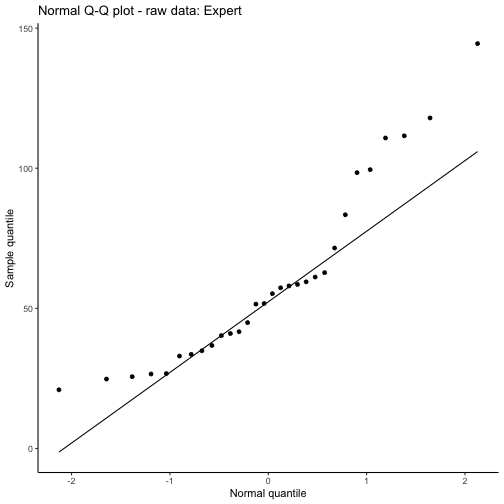 Normal Q-Q plot - raw data: Expert
150
100
50
0
Sample quantile
-2 -1 0 1 2
Normal quantile